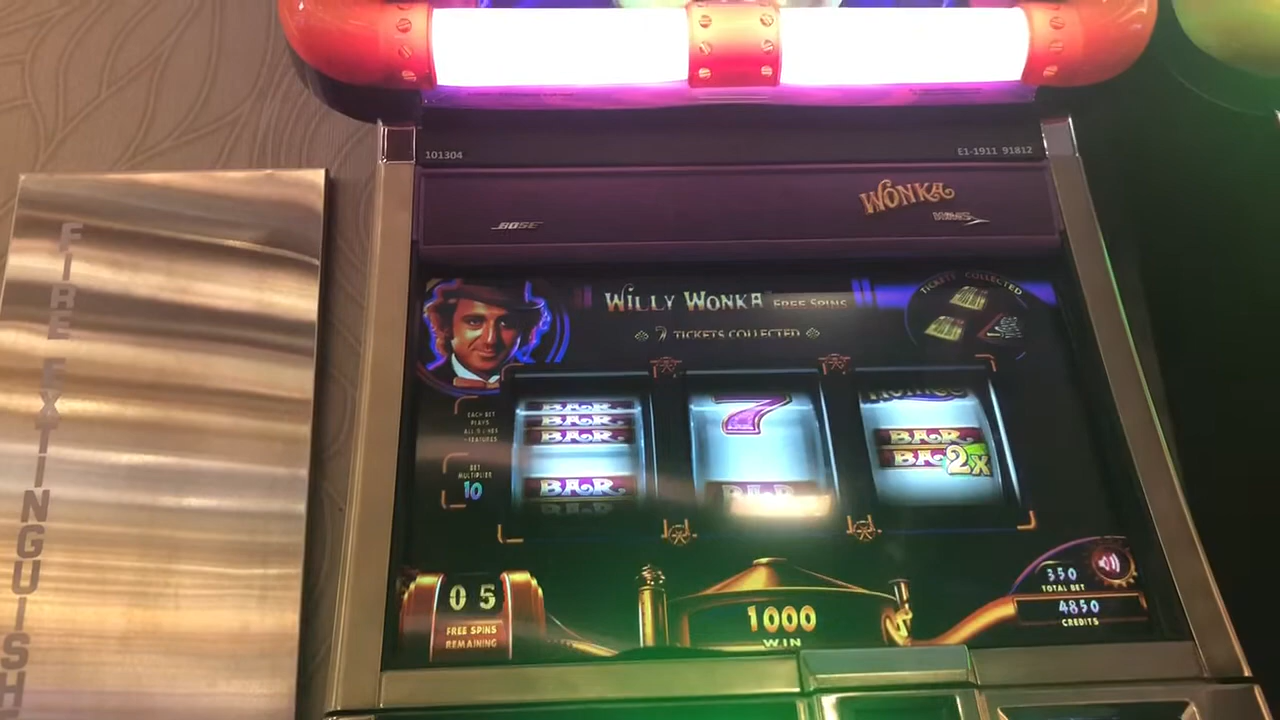 101304
E1-1911 91812
WONKA
BOSE
WILLY WONKA FREE SPINS
TICKETS COLLECTED
2 TICKETS COLLECTED
BAR
BAR
BAR
BAR
7
BAR
BAR
BA
2x
EACH BET
PLAYS
BET
MULTIPLIER
10
05
FREE SPINS
REMAINING
1000
WIN
350
TOTAL BET
4850
CREDITS
FIRE EXTINGUISH